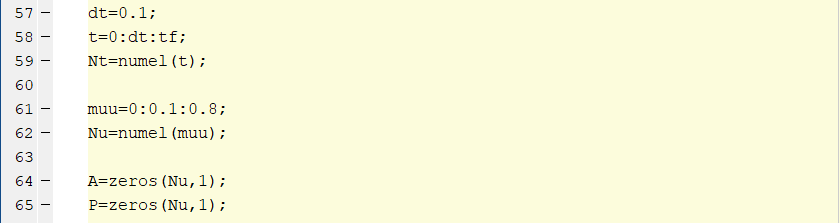 57 – dt=0.1;
58 – t=0:dt:tf;
59 – Nt=numel(t);
60
61 – muu=0:0.1:0.8;
62 – Nu=numel(muu);
63
64 – A=zeros(Nu,1);
65 – P=zeros(Nu,1);